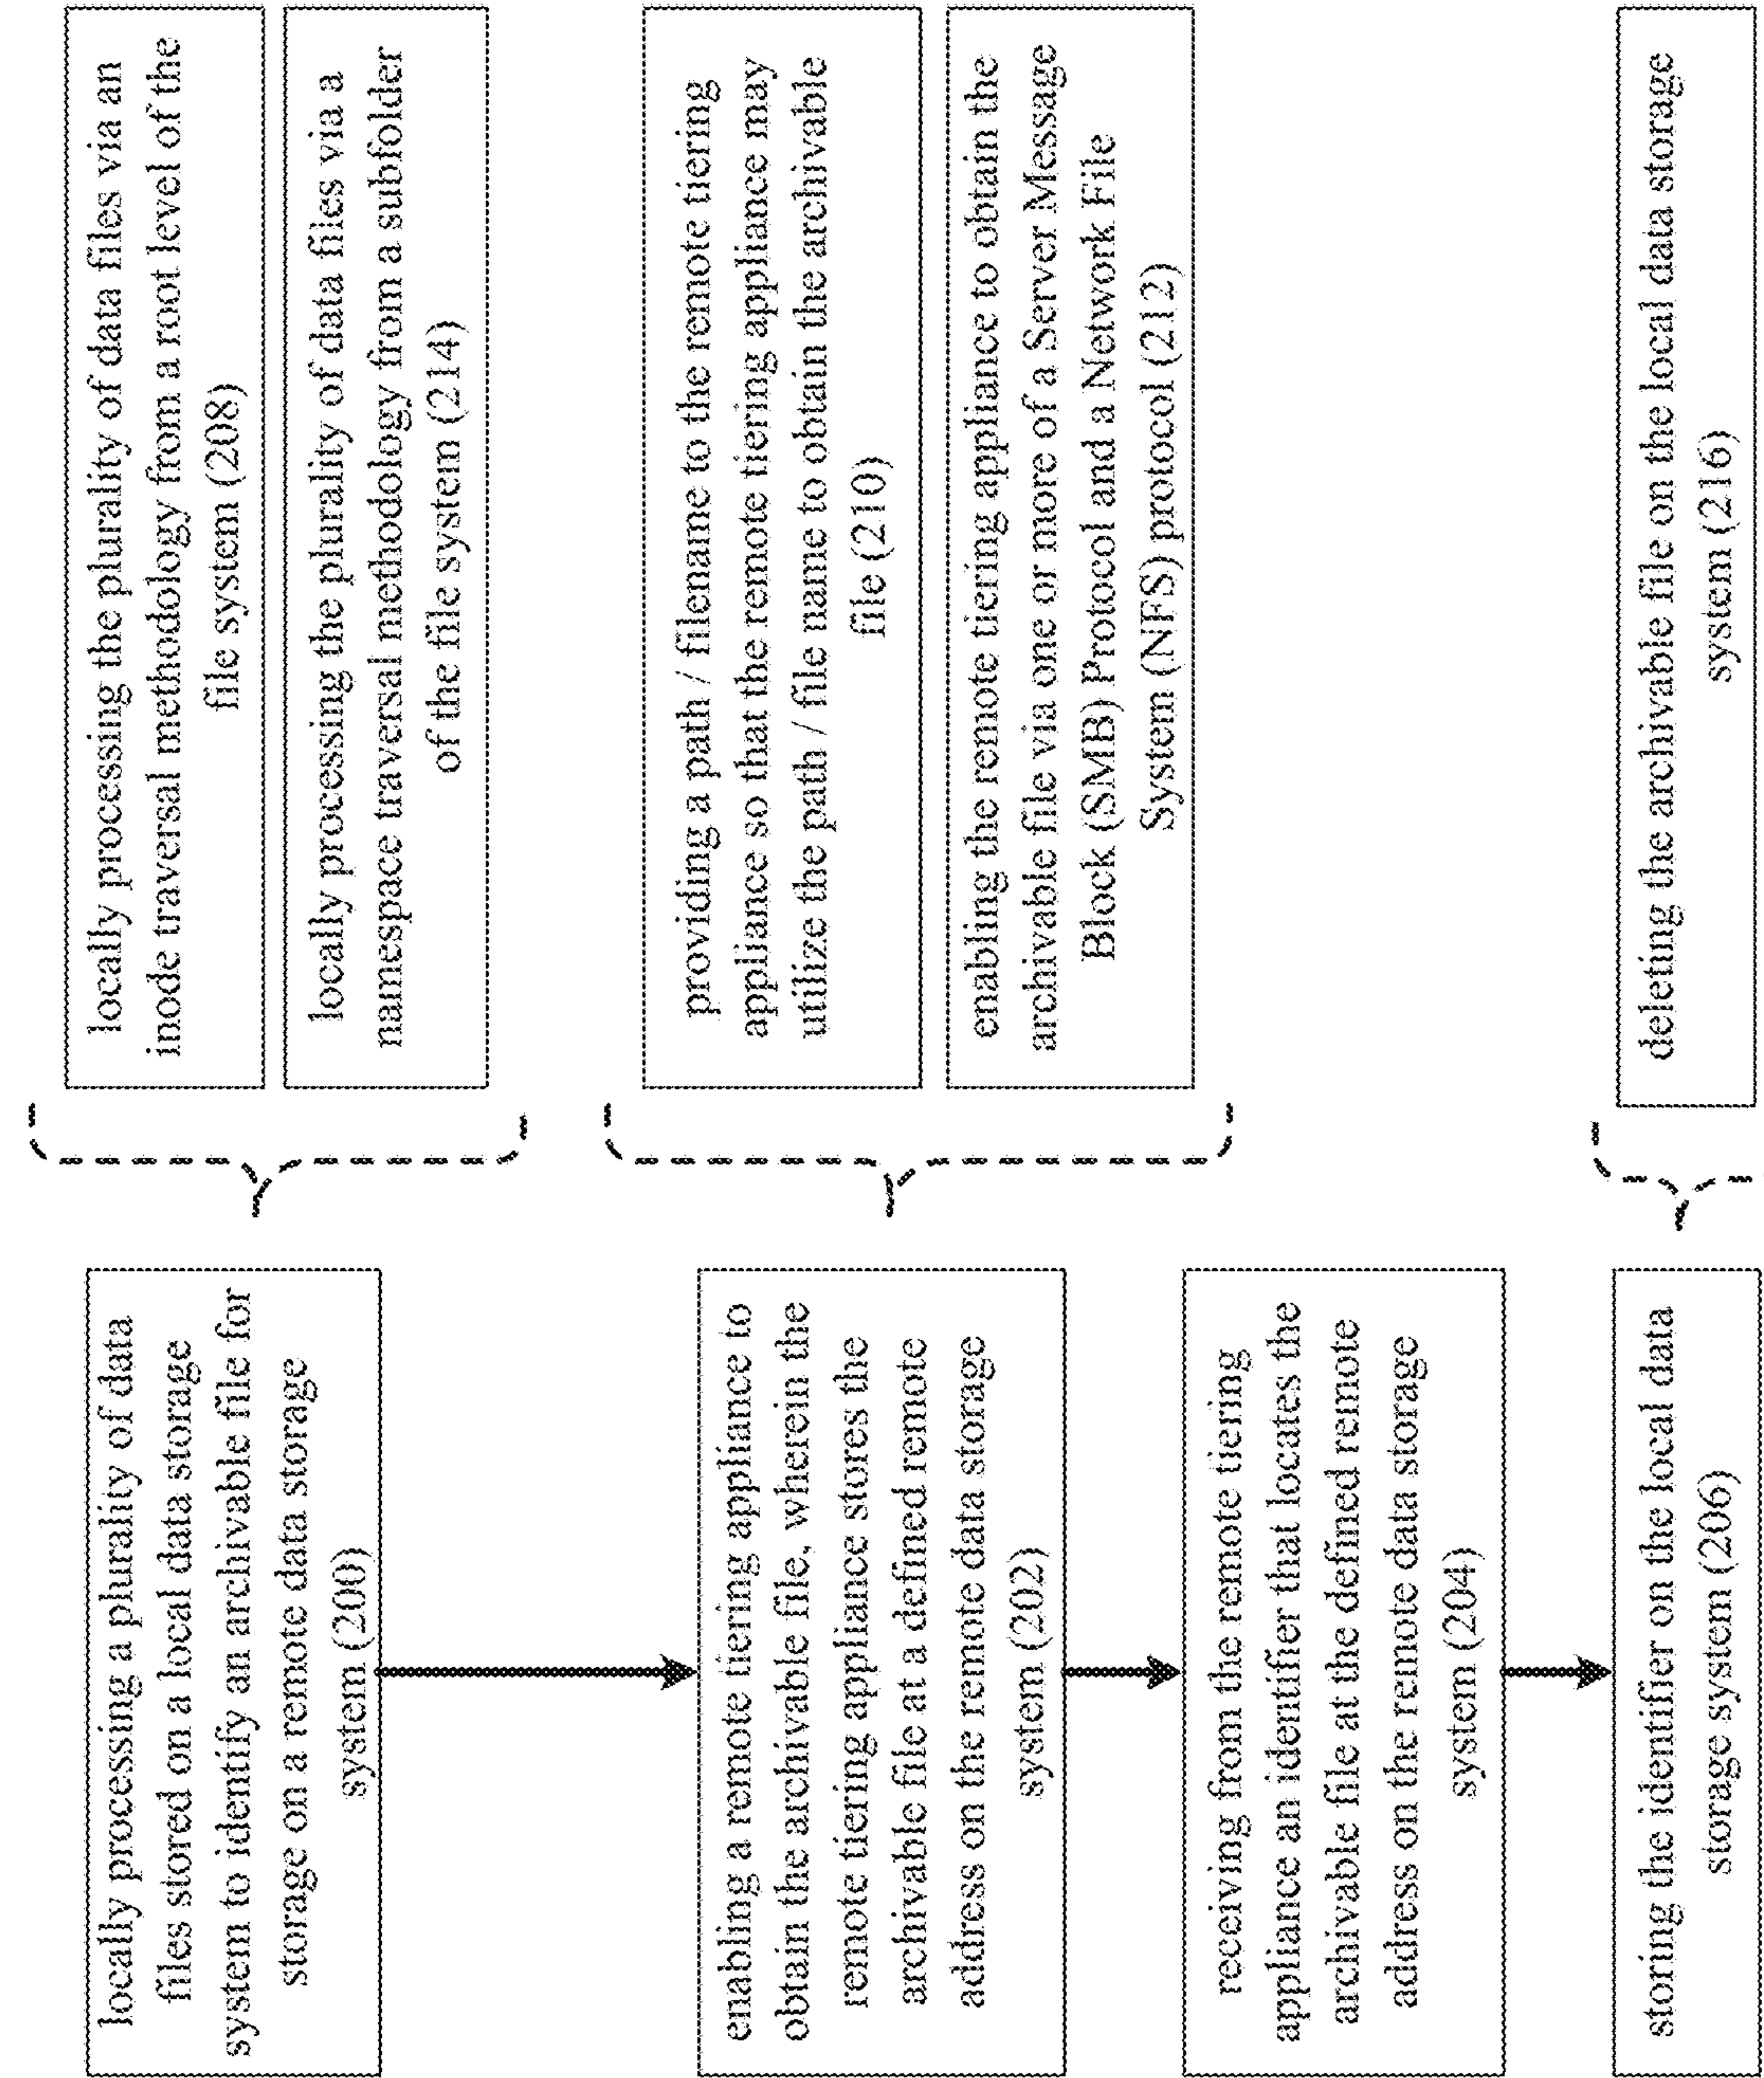 locally processing a plurality of data
files stored on a local data storage
system to identify an archivable file for
storage on a remote data storage
system (200)
locally processing the plurality of data files via an
inode traversal methodology from a root level of the
file system (208)
locally processing the plurality of data files via a
namespace traversal methodology from a subfolder
of the file system (214)
enabling a remote tiering appliance to
obtain the archivable file, wherein the
remote tiering appliance stores the
archivable file at a defined remote
address on the remote data storage
system (202)
providing a path / filename to the remote tiering
appliance so that the remote tiering appliance may
utilize the path / file name to obtain the archivable
file (210)
enabling the remote tiering appliance to obtain the
archivable file via one or more of a Server Message
Block (SMB) Protocol and a Network File
System (NFS) protocol (212)
receiving from the remote tiering
appliance an identifier that locates the
archivable file at the defined remote
address on the remote data storage
system (204)
storing the identifier on the local data
storage system (206)
deleting the archivable file on the local data storage
system (216)